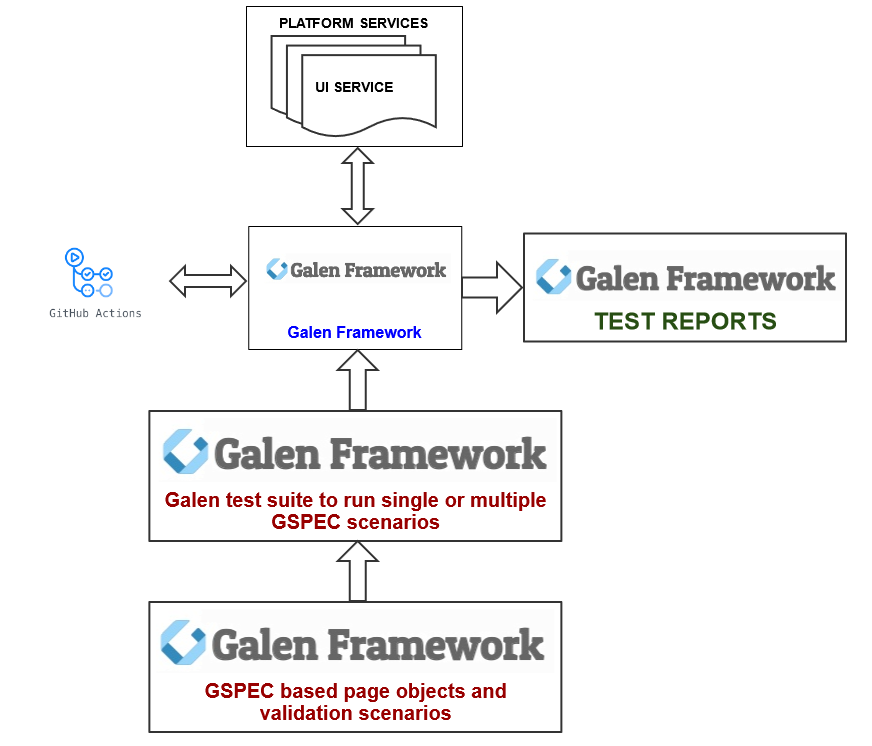 PLATFORM SERVICES
UI SERVICE
GitHub Actions
Galen Framework
Galen Framework
Galen Framework
TEST REPORTS
Galen Framework
Galen test suite to run single or multiple
GSPEC scenarios
Galen Framework
GSPEC based page objects and
validation scenarios